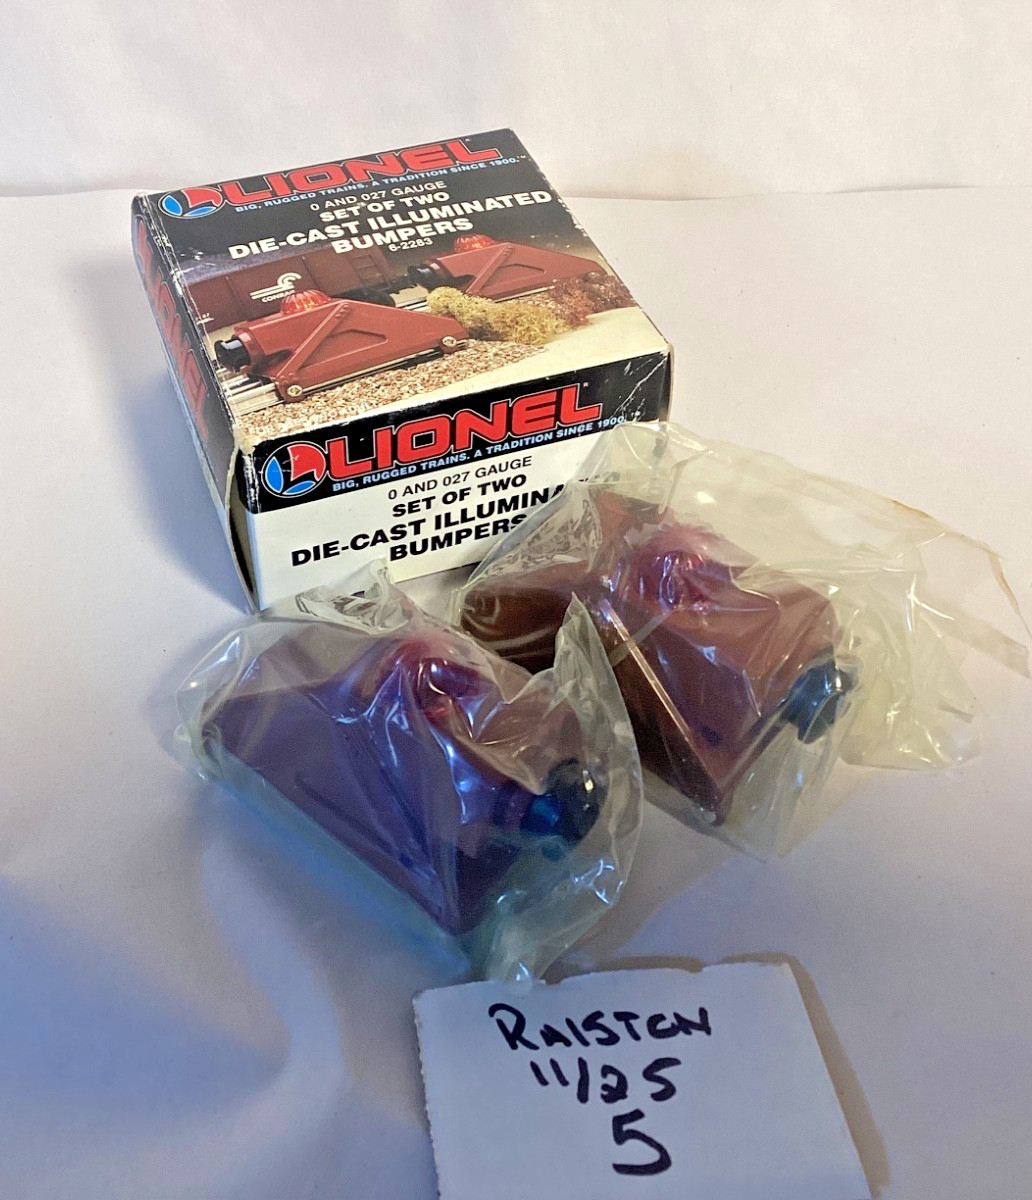 LIONEL
BIG, RUGGED TRAINS. A TRADITION SINCE 1900.
0 AND 027 GAUGE
SET OF TWO
DIE-CAST ILLUMINATED
BUMPERS
6-2283
LIONEL
LIONEL
BIG, RUGGED TRAINS. A TRADITION SINCE 1900.
0 AND 027 GAUGE
SET OF TWO
DIE-CAST ILLUMINA
BUMPERS
RALSTON
11/25
5